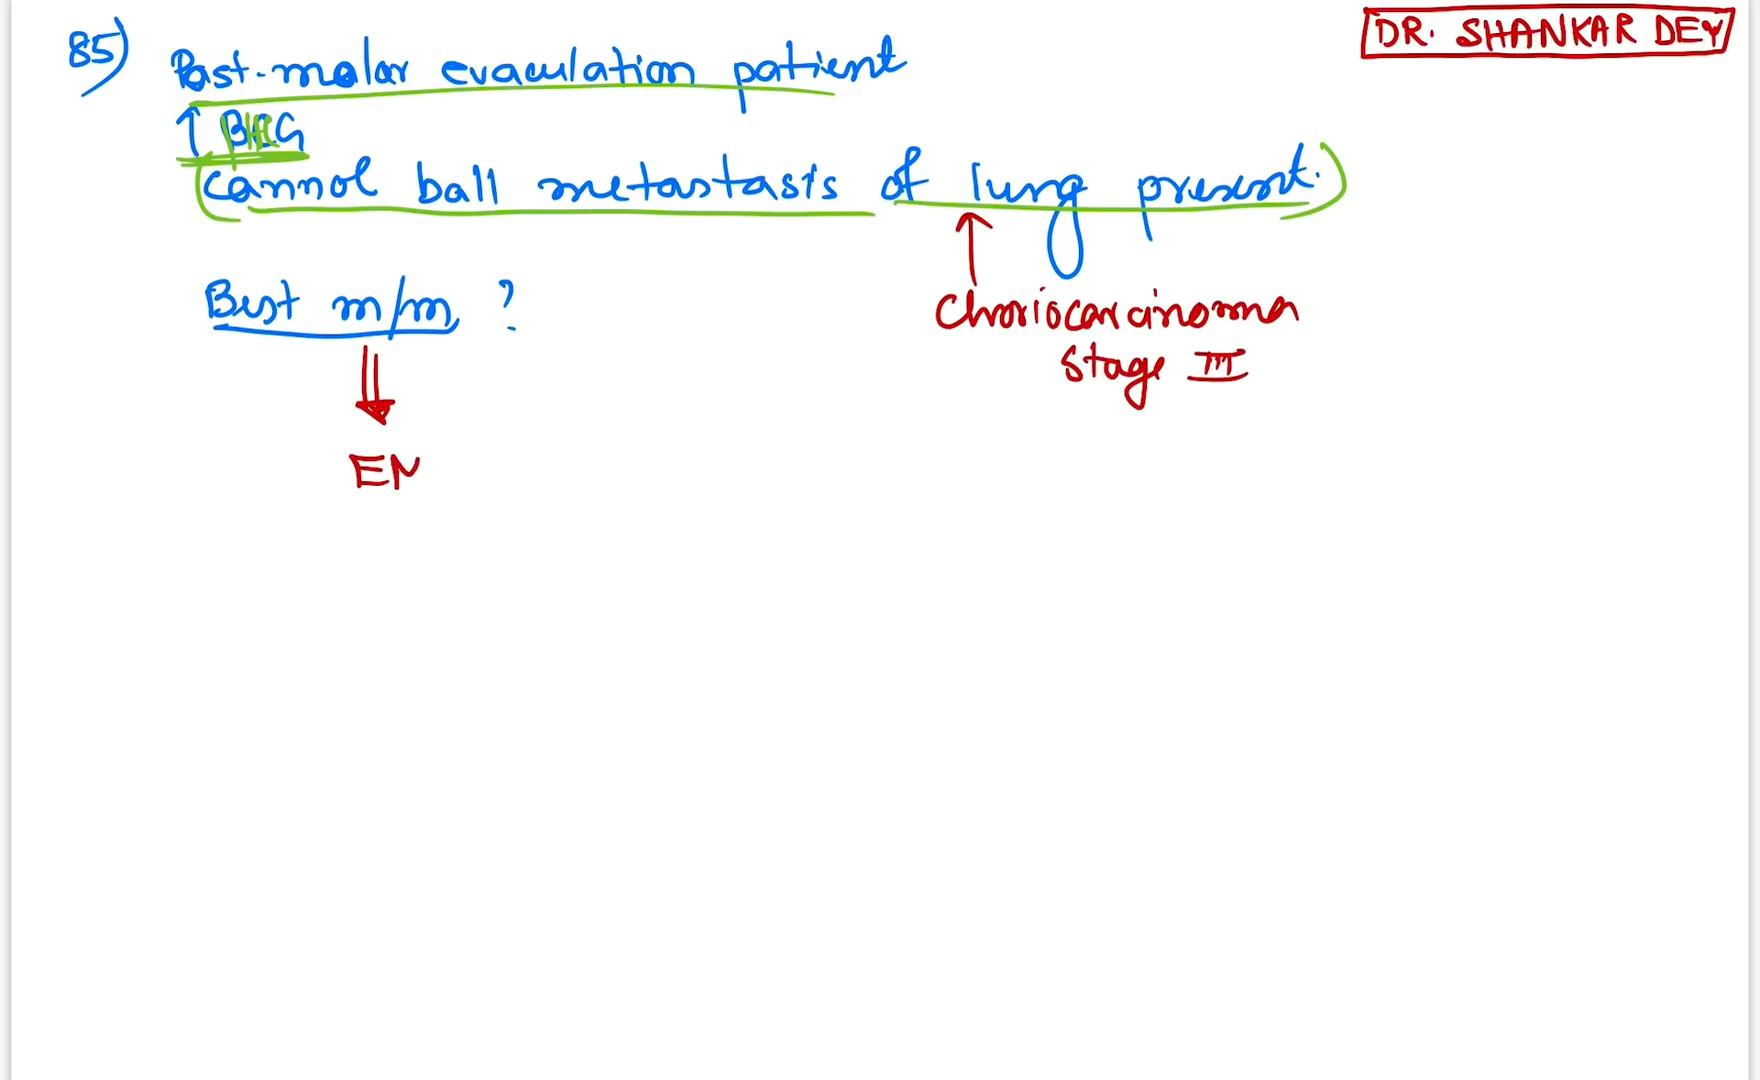 DR. SHANKAR DEY
85) Post-molar evaculation patient
↑ BHCG
(cannol ball metastasis of lung present.)
Best m/m ?
Choriocarcinoma
Stage III
EM